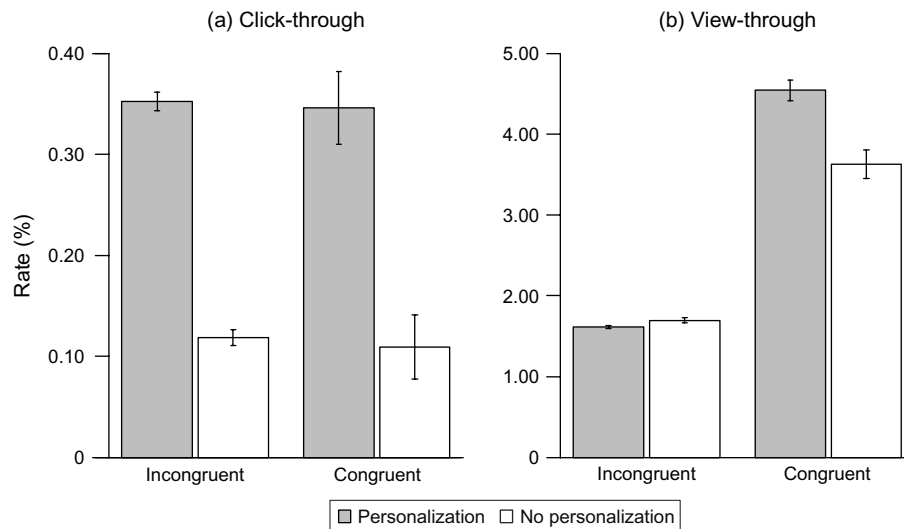 (a) Click-through
(b) View-through
Rate (%)
0.40
0.30
0.20
0.10
0
Incongruent
Congruent
5.00
4.00
3.00
2.00
1.00
0
Incongruent
Congruent
Personalization
No personalization